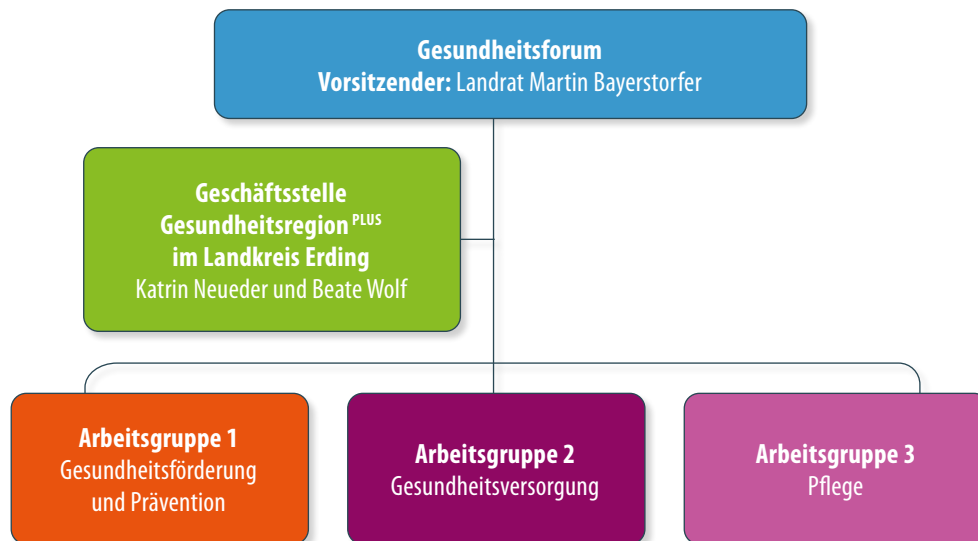 Gesundheitsforum
Vorsitzender: Landrat Martin Bayerstorfer
Geschäftsstelle
Gesundheitsregion PLUS
im Landkreis Erding
Katrin Neueder und Beate Wolf
Arbeitsgruppe 1
Gesundheitsförderung
und Prävention
Arbeitsgruppe 2
Gesundheitsversorgung
Arbeitsgruppe 3
Pflege